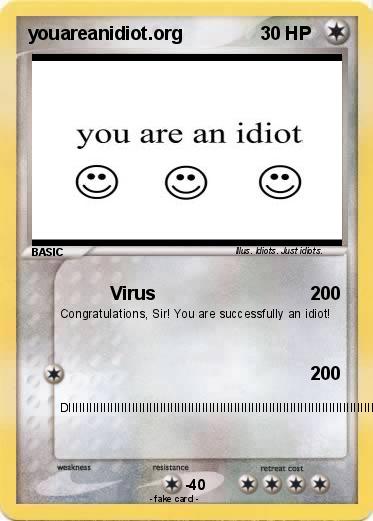 youareanidiot.org 30 HP
you are an idiot
BASIC
Illus. Idiots. Just idiots.
Virus 200
Congratulations, Sir! You are successfully an idiot!
200
weakness resistance retreat cost
-40
- fake card -